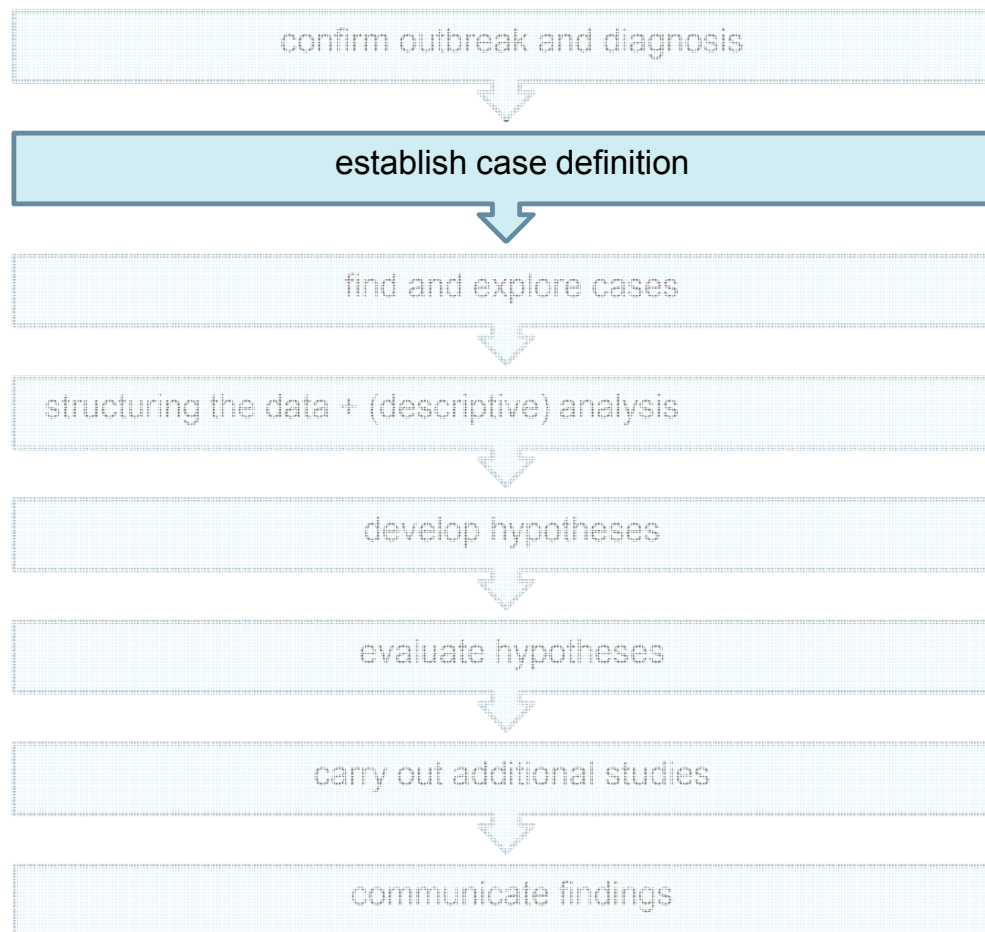 confirm outbreak and diagnosis
establish case definition
find and explore cases
structuring the data + (descriptive) analysis
develop hypotheses
evaluate hypotheses
carry out additional studies
communicate findings